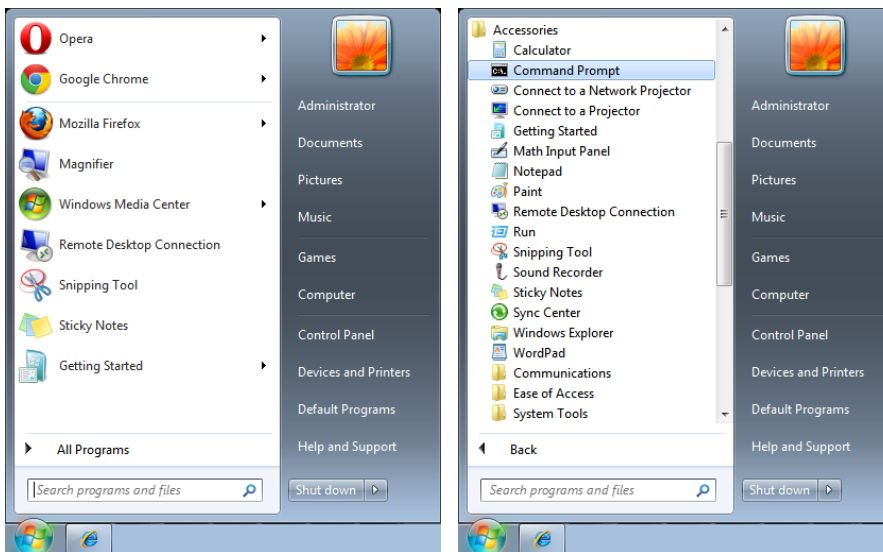 Opera
Google Chrome
Mozilla Firefox
Magnifier
Windows Media Center
Remote Desktop Connection
Snipping Tool
Sticky Notes
Getting Started
All Programs
Search programs and files
Administrator
Documents
Pictures
Music
Games
Computer
Control Panel
Devices and Printers
Default Programs
Help and Support
Shut down
Accessories
Calculator
C:\. Command Prompt
Connect to a Network Projector
Connect to a Projector
Getting Started
Math Input Panel
Notepad
Paint
Remote Desktop Connection
Run
Snipping Tool
Sound Recorder
Sticky Notes
Sync Center
Windows Explorer
WordPad
Communications
Ease of Access
System Tools
Back
Search programs and files
Administrator
Documents
Pictures
Music
Games
Computer
Control Panel
Devices and Printers
Default Programs
Help and Support
Shut down